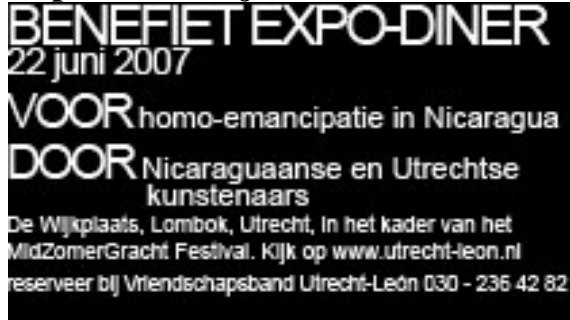 BENEFIET EXPO-DINER
22 juni 2007
VOOR homo-emancipatie in Nicaragua
DOOR Nicaraguaanse en Utrechtse
kunstenaars
De Wijkplaats, Lombok, Utrecht, in het kader van het
MidZomerGracht Festival. Kijk op www.utrecht-leon.nl
reserveer bij Vriendschapsband Utrecht-León 030 - 236 42 82